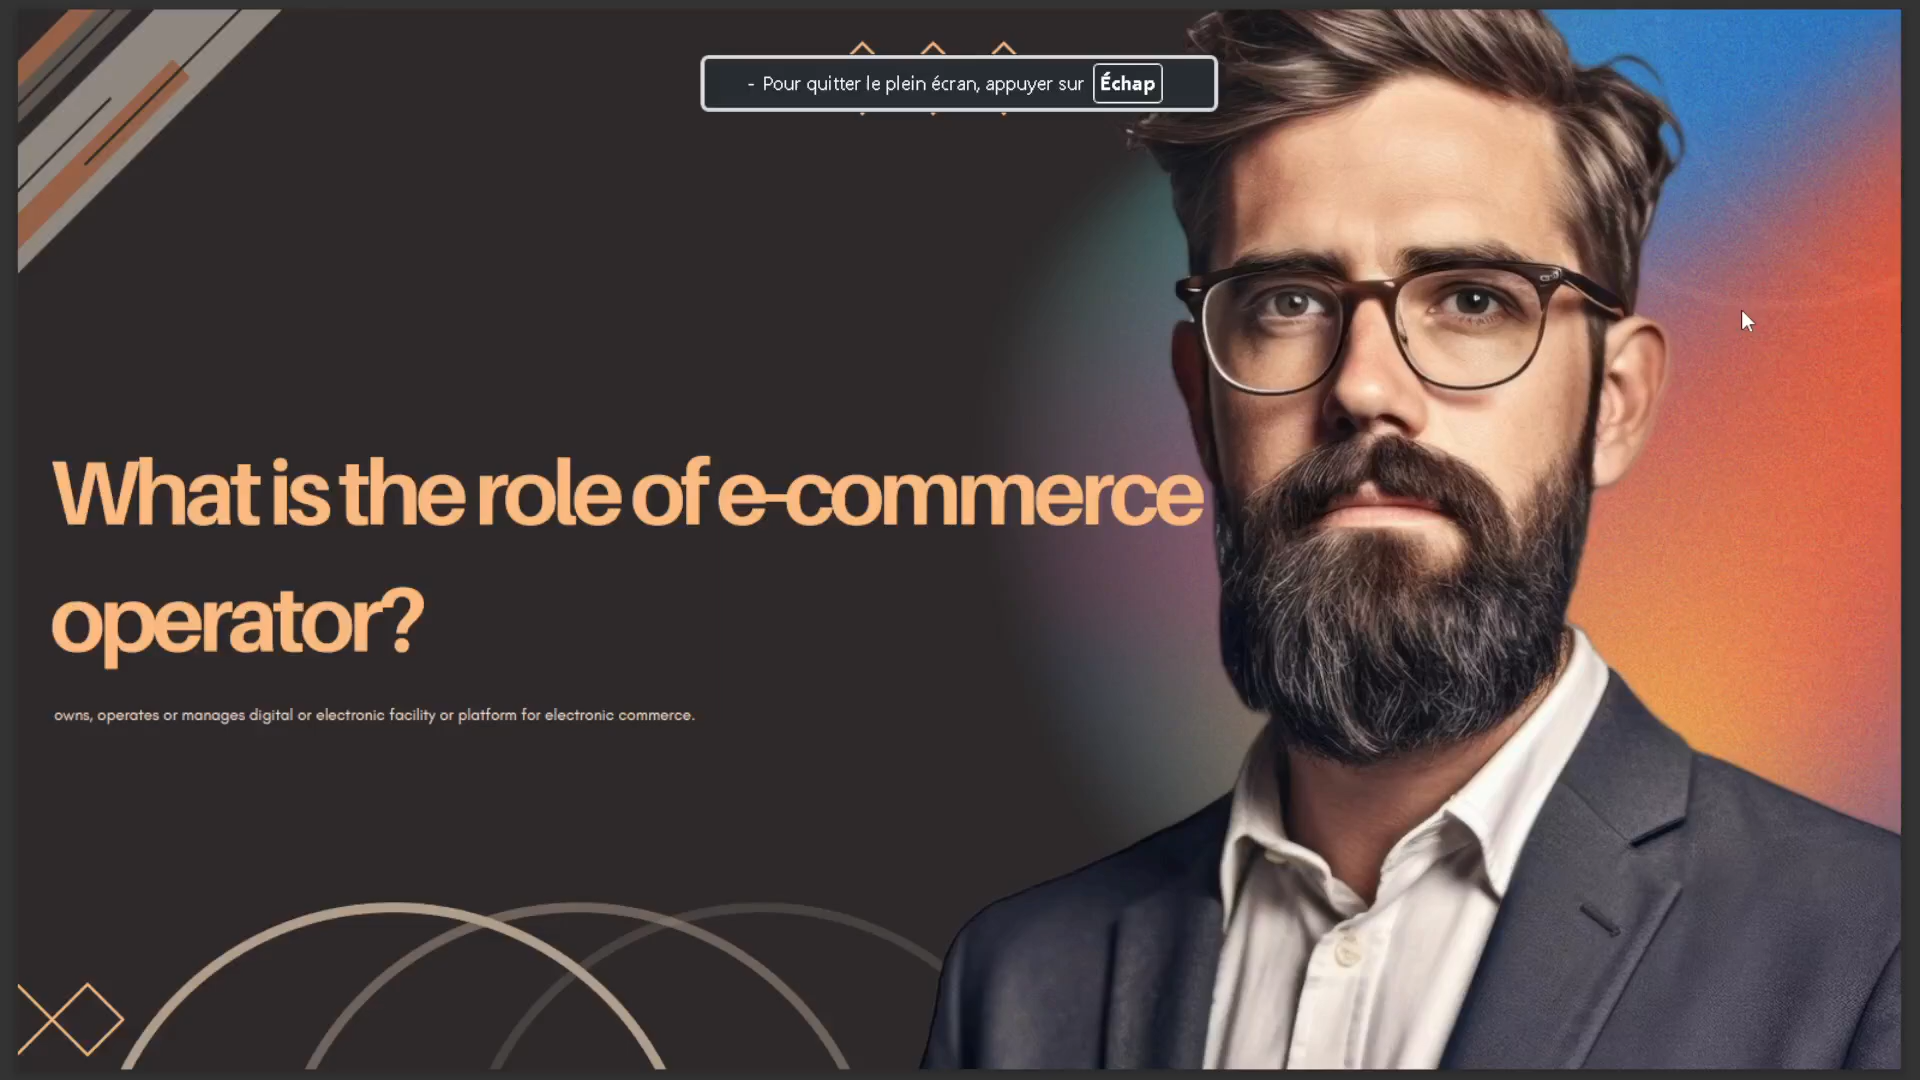 - Pour quitter le plein écran, appuyer sur Échap
What is the role of e-commerce
operator?
owns, operates or manages digital or electronic facility or platform for electronic commerce.